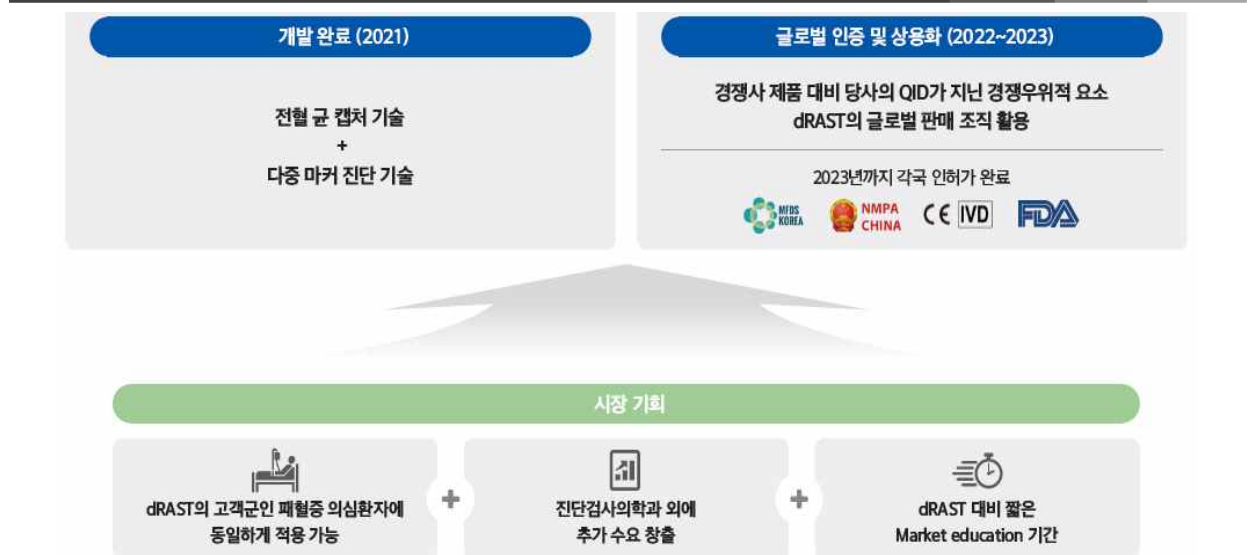 개발 완료 (2021)
전혈 균 캡처 기술
+
다중 마커 진단 기술
글로벌 인증 및 상용화 (2022~2023)
경쟁사 제품 대비 당사의 QID가 지닌 경쟁우위적 요소
dRAST의 글로벌 판매 조직 활용
2023년까지 각국 인허가 완료
MFDS
KOREA
NMPA
CHINA
CE IVD
FDA
시장 기회
dRAST의 고객군인 패혈증 의심환자에
동일하게 적용 가능
+
진단검사의학과 외에
추가 수요 창출
+
dRAST 대비 짧은
Market education 기간